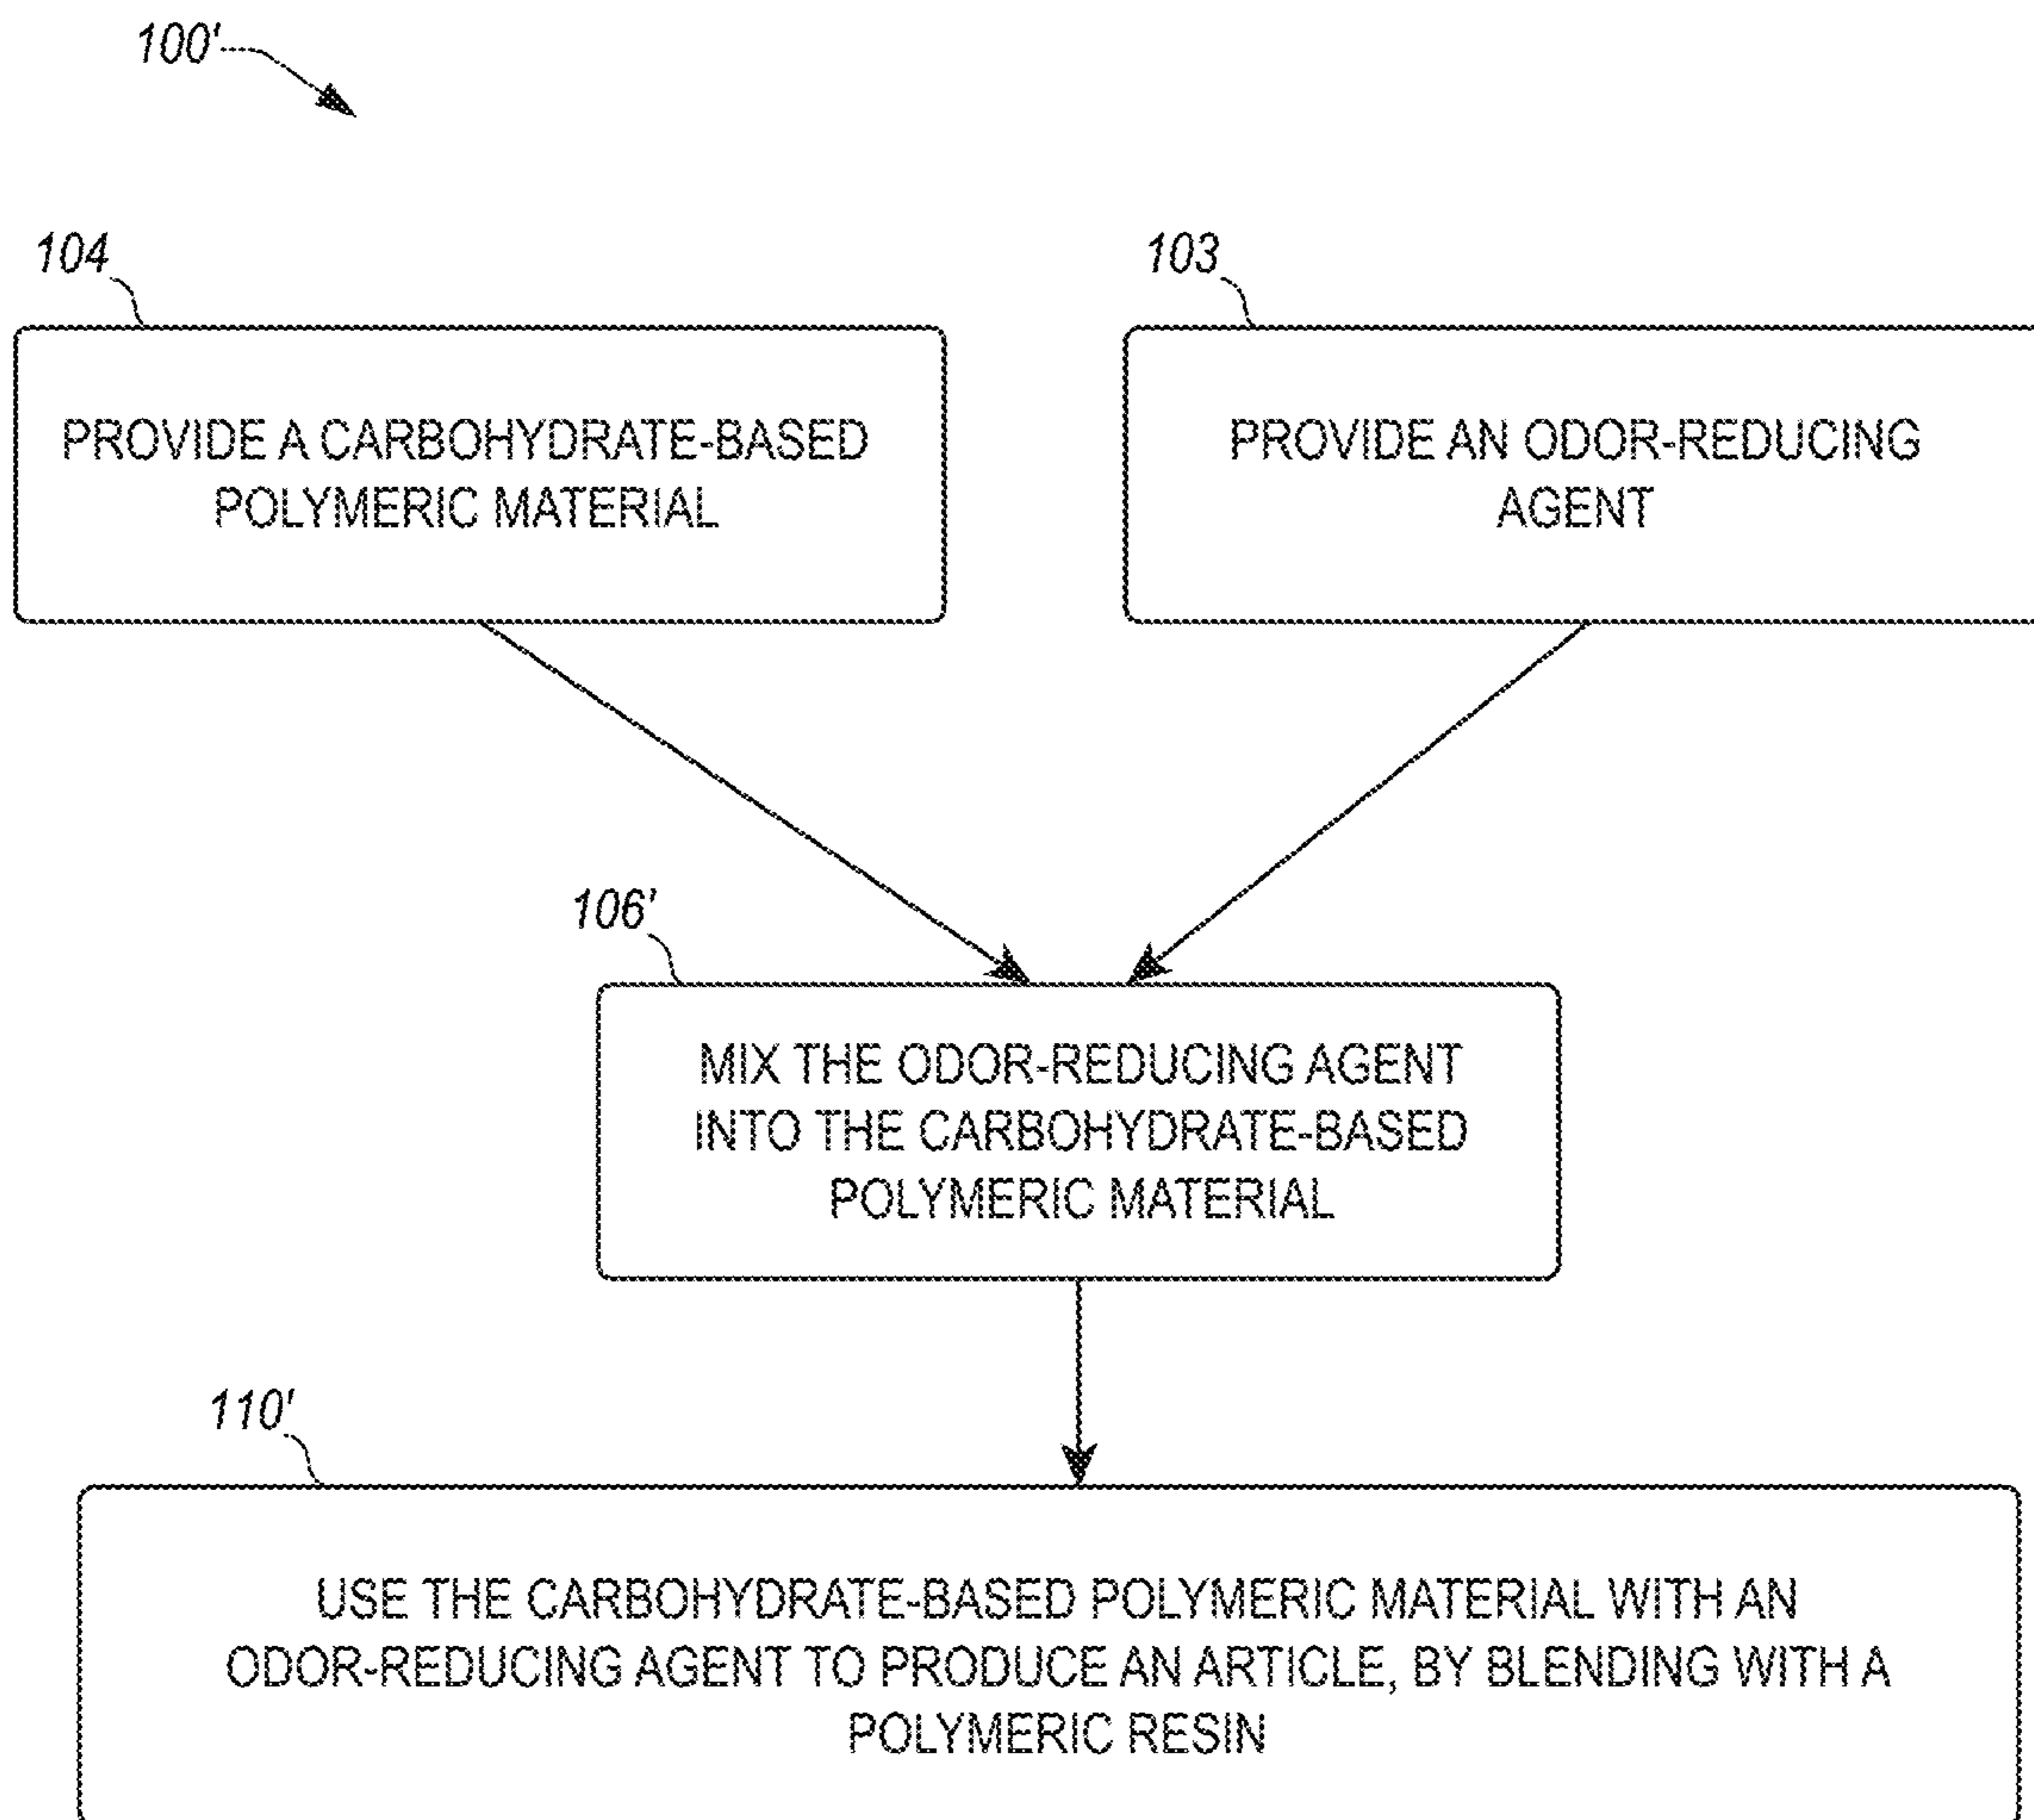 100'
104
103
PROVIDE A CARBOHYDRATE-BASED
POLYMERIC MATERIAL
PROVIDE AN ODOR-REDUCING
AGENT
106'
MIX THE ODOR-REDUCING AGENT
INTO THE CARBOHYDRATE-BASED
POLYMERIC MATERIAL
110'
USE THE CARBOHYDRATE-BASED POLYMERIC MATERIAL WITH AN
ODOR-REDUCING AGENT TO PRODUCE AN ARTICLE, BY BLENDING WITH A
POLYMERIC RESIN